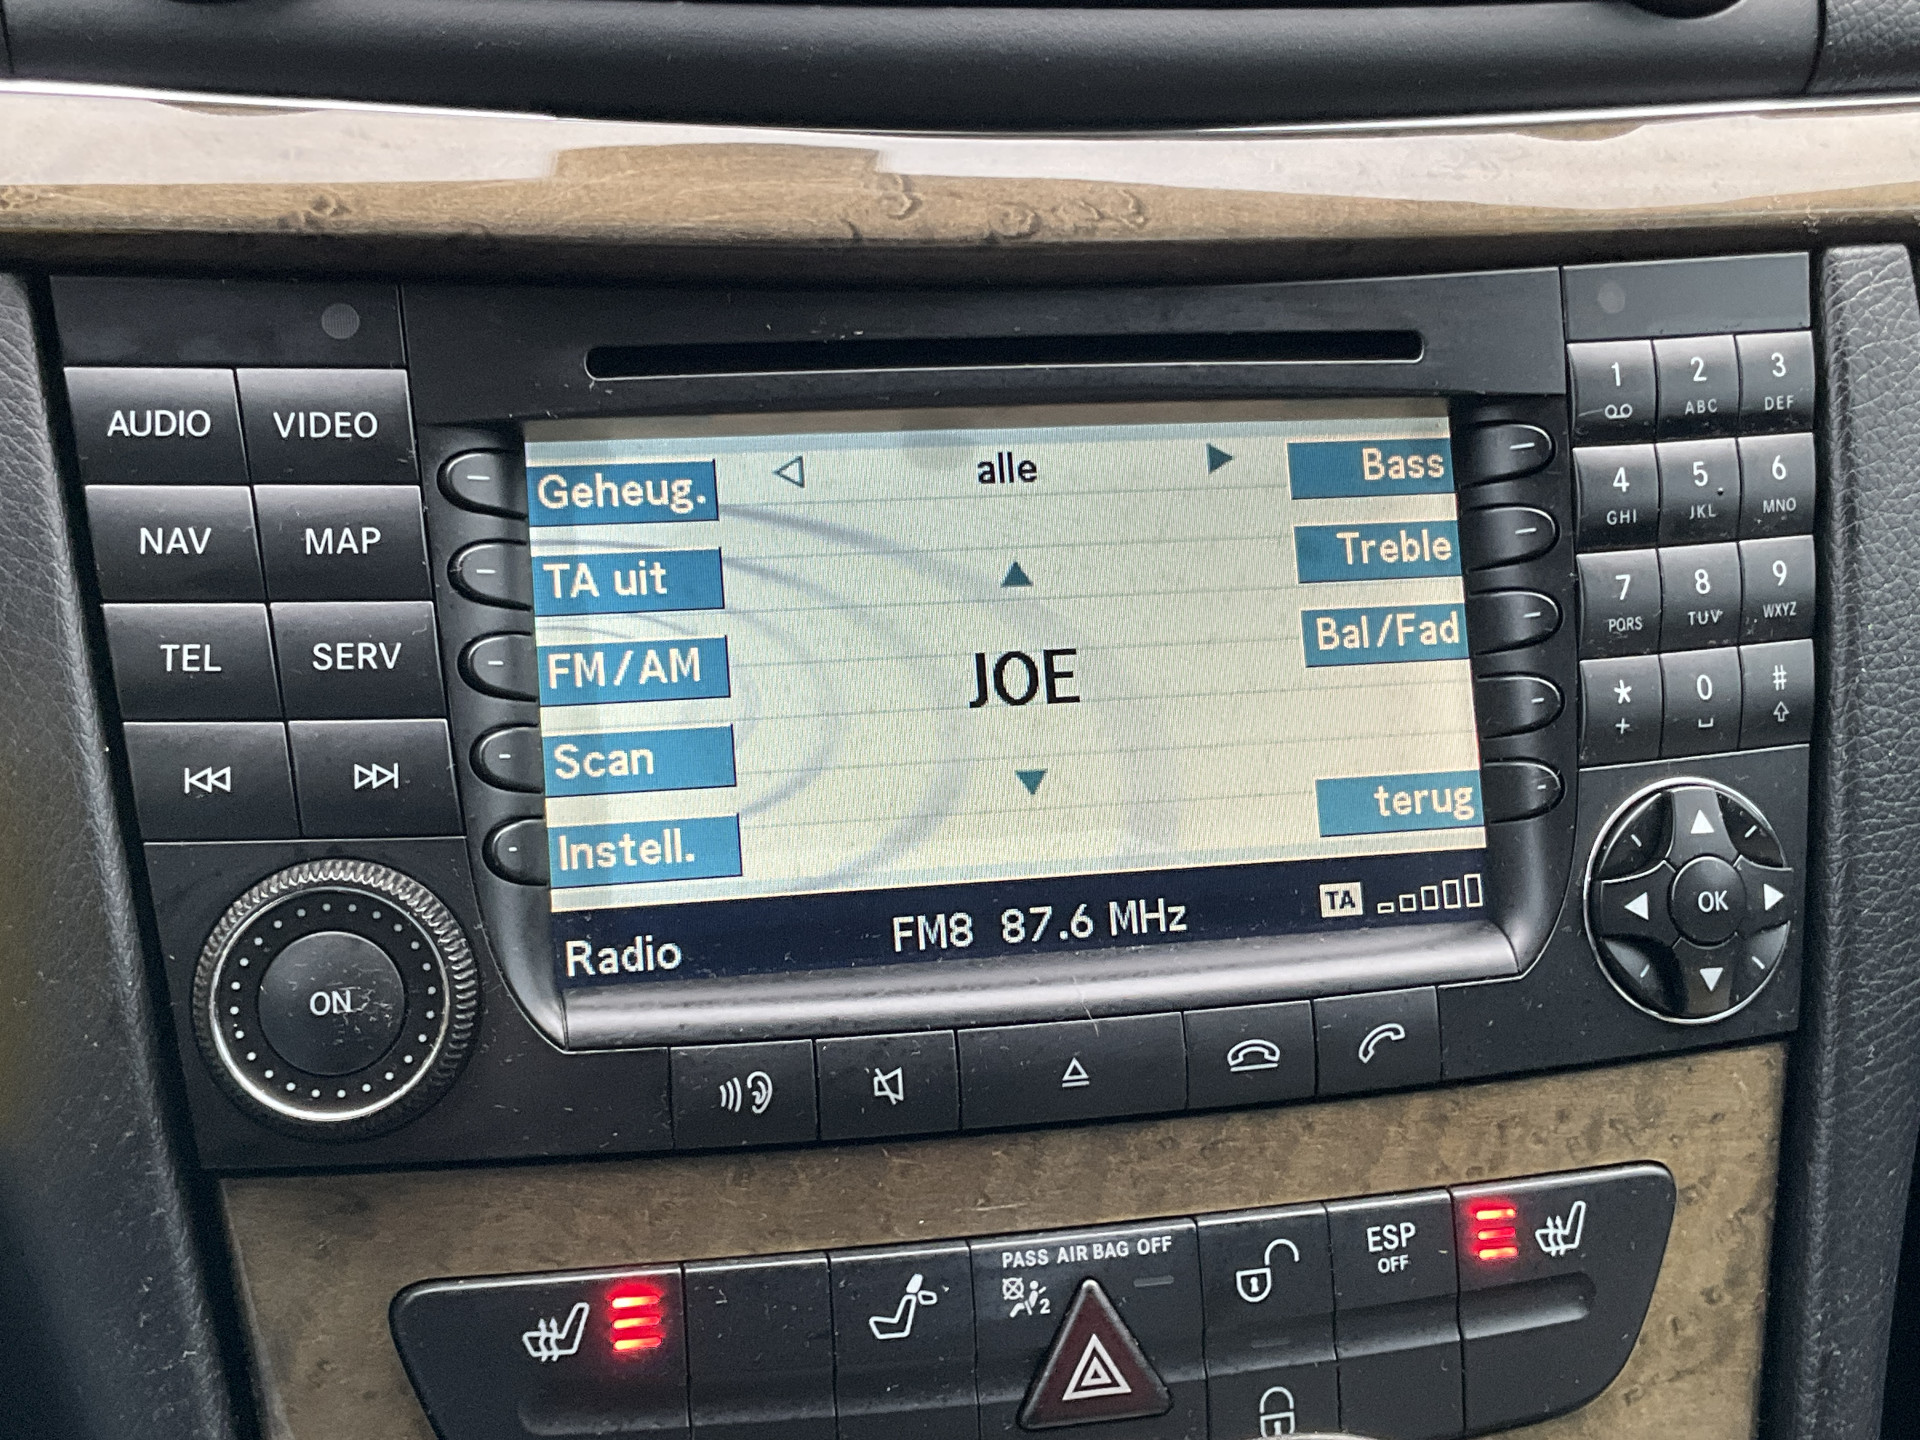 AUDIO VIDEO
NAV MAP
TEL SERV
ON
Geheug.
TA uit
FM/AM
Scan
Instell.
alle
JOE
Bass
Treble
Bal/Fad
terug
Radio FM8 87.6 MHz TA
1 2 ABC 3 DEF
4 GHI 5 JKL 6 MNO
7 PQRS 8 TUV 9 WXYZ
* + 0 #
OK
PASS AIR BAG OFF
2
ESP
OFF